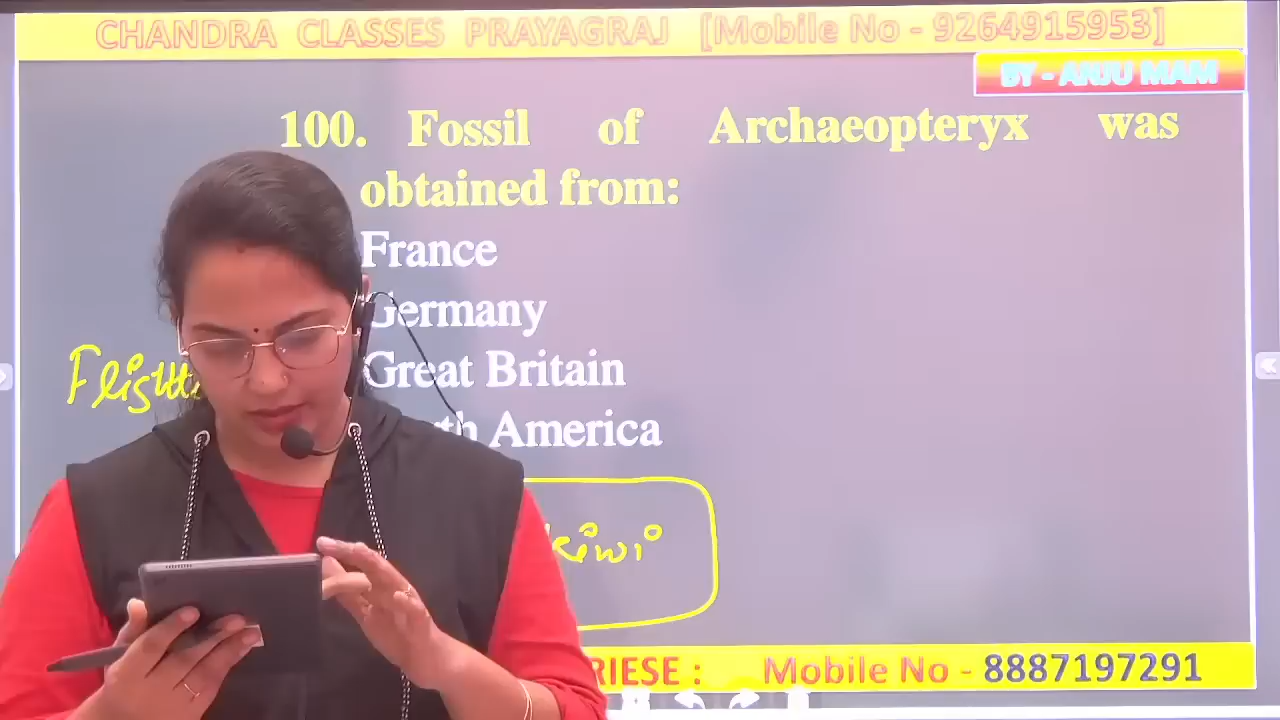 CHANDRA CLASSES PRAYAGRAJ [Mobile No - 9264915953]
BY - ANJU MAM
100. Fossil of Archaeopteryx was
obtained from:
France
Germany
Great Britain
America
kiwi
Mobile No - 8887197291